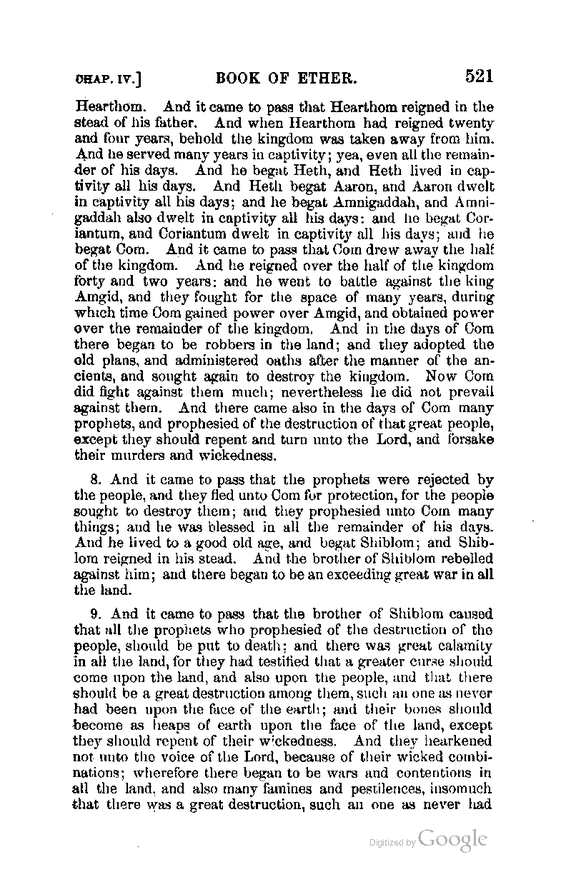 CHAP. IV.] BOOK OF ETHER. 521
Hearthom. And it came to pass that Hearthom reigned in the
stead of his father. And when Hearthom had reigned twenty
and four years, behold the kingdom was taken away from him.
And he served many years in captivity; yea, even all the remain-
der of his days. And he begat Heth, and Heth lived in cap-
tivity all his days. And Heth begat Aaron, and Aaron dwelt
in captivity all his days; and he begat Amnigaddah, and Amni-
gaddah also dwelt in captivity all his days: and he begat Cor-
iantum, and Coriantum dwelt in captivity all his days; and he
begat Com. And it came to pass that Com drew away the half
of the kingdom. And he reigned over the half of the kingdom
forty and two years: and he went to battle against the king
Amgid, and they fought for the space of many years, during
which time Com gained power over Amgid, and obtained power
over the remainder of the kingdom. And in the days of Com
there began to be robbers in the land; and they adopted the
old plans, and administered oaths after the manner of the an-
cients, and sought again to destroy the kingdom. Now Com
did fight against them much; nevertheless he did not prevail
against them. And there came also in the days of Com many
prophets, and prophesied of the destruction of that great people,
except they should repent and turn unto the Lord, and forsake
their murders and wickedness.
8. And it came to pass that the prophets were rejected by
the people, and they fled unto Com for protection, for the people
sought to destroy them; and they prophesied unto Com many
things; and he was blessed in all the remainder of his days.
And he lived to a good old age, and begat Shiblom; and Shib-
lom reigned in his stead. And the brother of Shiblom rebelled
against him; and there began to be an exceeding great war in all
the land.
9. And it came to pass that the brother of Shiblom caused
that all the prophets who prophesied of the destruction of the
people, should be put to death; and there was great calamity
in all the land, for they had testified that a greater curse should
come upon the land, and also upon the people, and that there
should be a great destruction among them, such an one as never
had been upon the face of the earth; and their bones should
become as heaps of earth upon the face of the land, except
they should repent of their wickedness. And they hearkened
not unto the voice of the Lord, because of their wicked combi-
nations; wherefore there began to be wars and contentions in
all the land, and also many famines and pestilences, insomuch
that there was a great destruction, such an one as never had
Digitized by Google